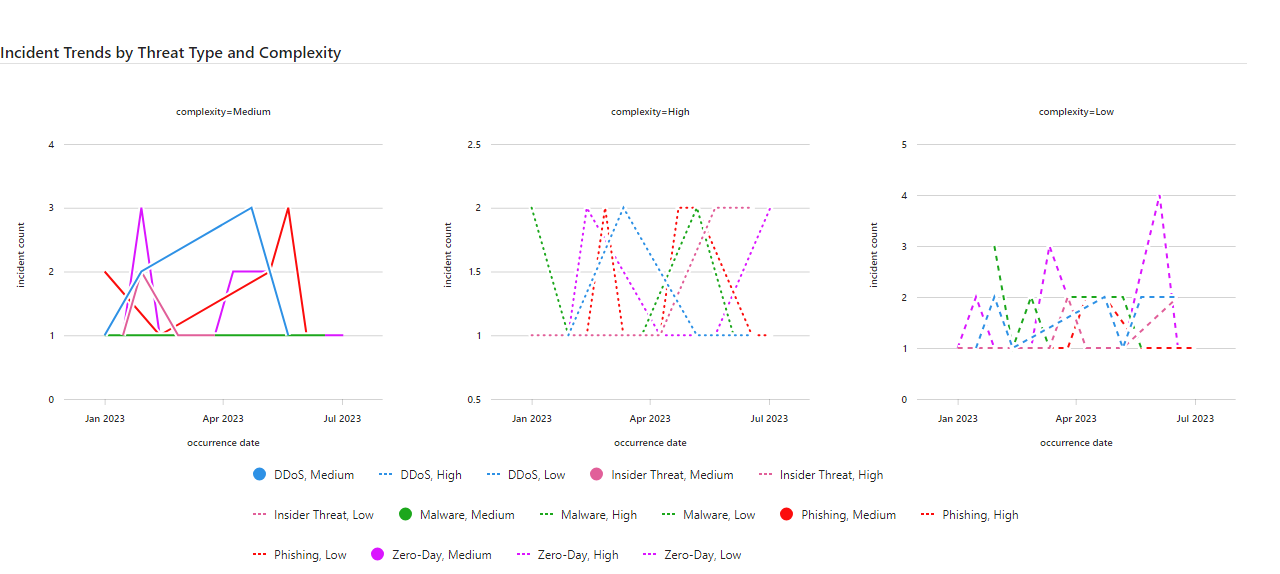 Incident Trends by Threat Type and Complexity
complexity=Medium
4
3
2
1
0
incident count
Jan 2023 Apr 2023 Jul 2023
occurrence date
complexity=High
2.5
2
1.5
1
0.5
incident count
Jan 2023 Apr 2023 Jul 2023
occurrence date
complexity=Low
5
4
3
2
1
0
incident count
Jan 2023 Apr 2023 Jul 2023
occurrence date
DDoS, Medium DDoS, High DDoS, Low Insider Threat, Medium Insider Threat, High
Insider Threat, Low Malware, Medium Malware, High Malware, Low Phishing, Medium Phishing, High
Phishing, Low Zero-Day, Medium Zero-Day, High Zero-Day, Low